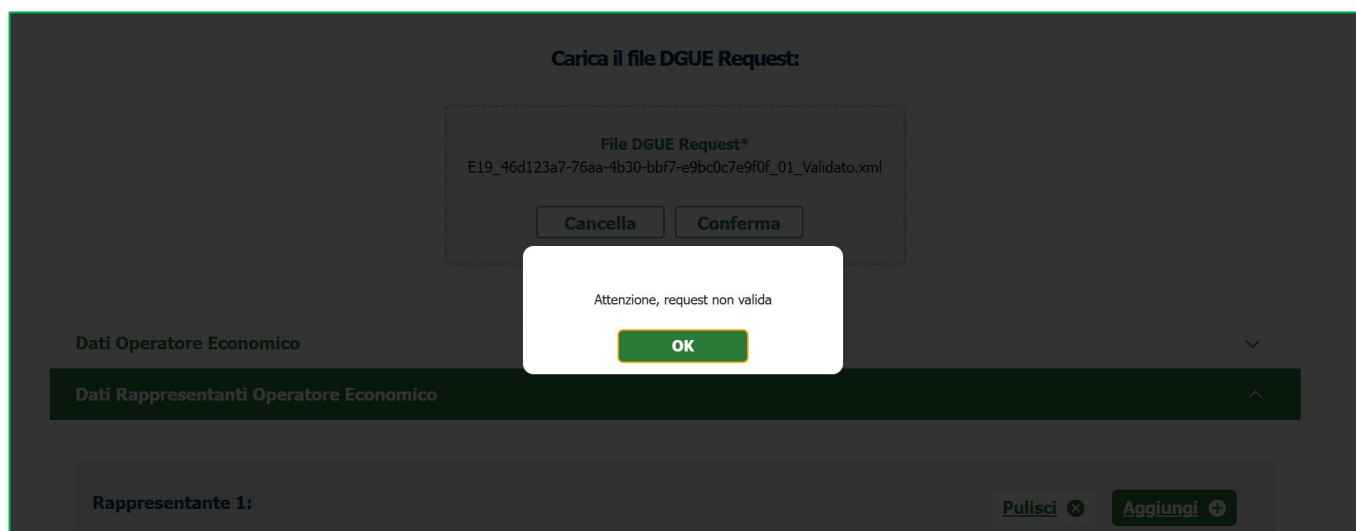 Carica il file DGUE Request:
File DGUE Request*
E19_46d123a7-76aa-4b30-bbf7-e9bc0c7e9f0f_01_Validato.xml
Cancella Conferma
Attenzione, request non valida
OK
Dati Operatore Economico
Dati Rappresentanti Operatore Economico
Rappresentante 1:
Pulisci Aggiungi